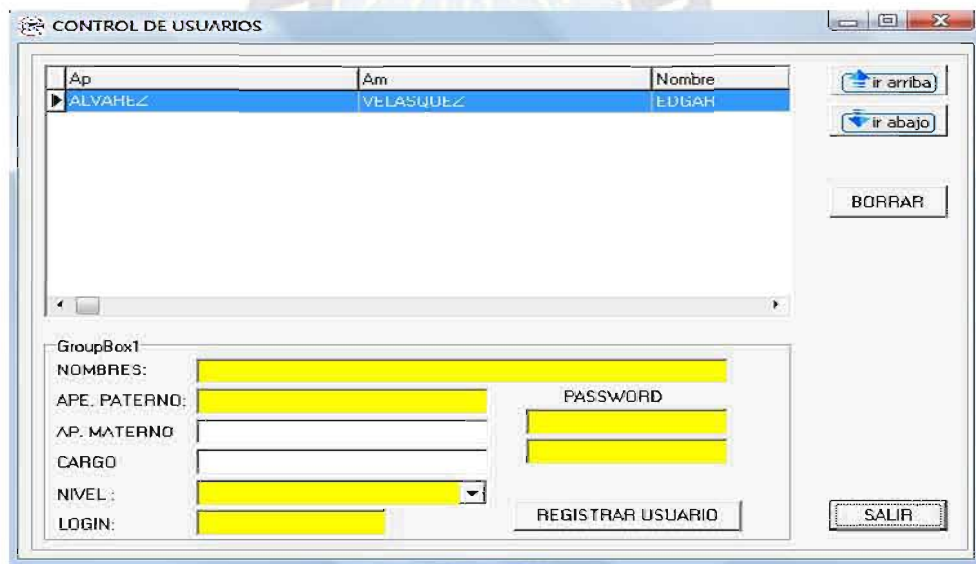 CONTROL DE USUARIOS
Ap Am Nombre
ALVAREZ VELASQUEZ EDGAR
ir arriba
ir abajo
BORRAR
GroupBox1
NOMBRES:
APE. PATERNO:
PASSWORD
AP. MATERNO
CARGO
NIVEL :
LOGIN:
REGISTRAR USUARIO
SALIR